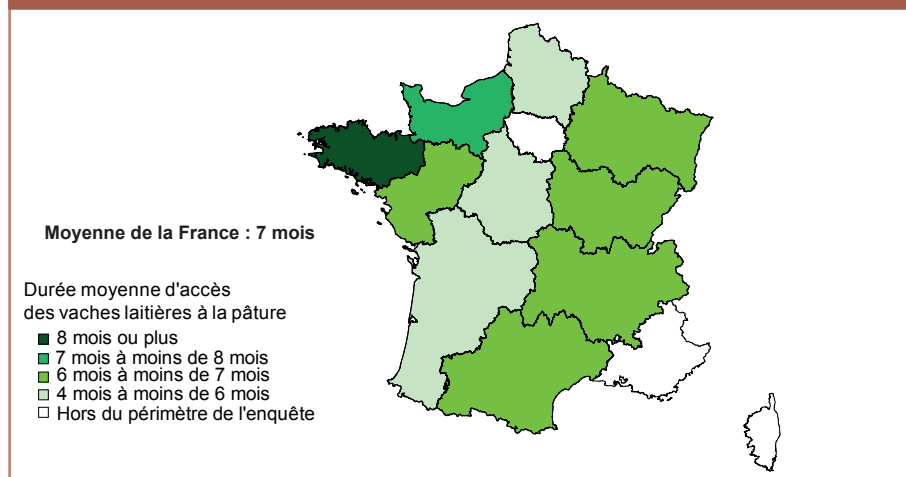 Moyenne de la France : 7 mois
Durée moyenne d'accès
des vaches laitières à la pâture
8 mois ou plus
7 mois à moins de 8 mois
6 mois à moins de 7 mois
4 mois à moins de 6 mois
Hors du périmètre de l'enquête